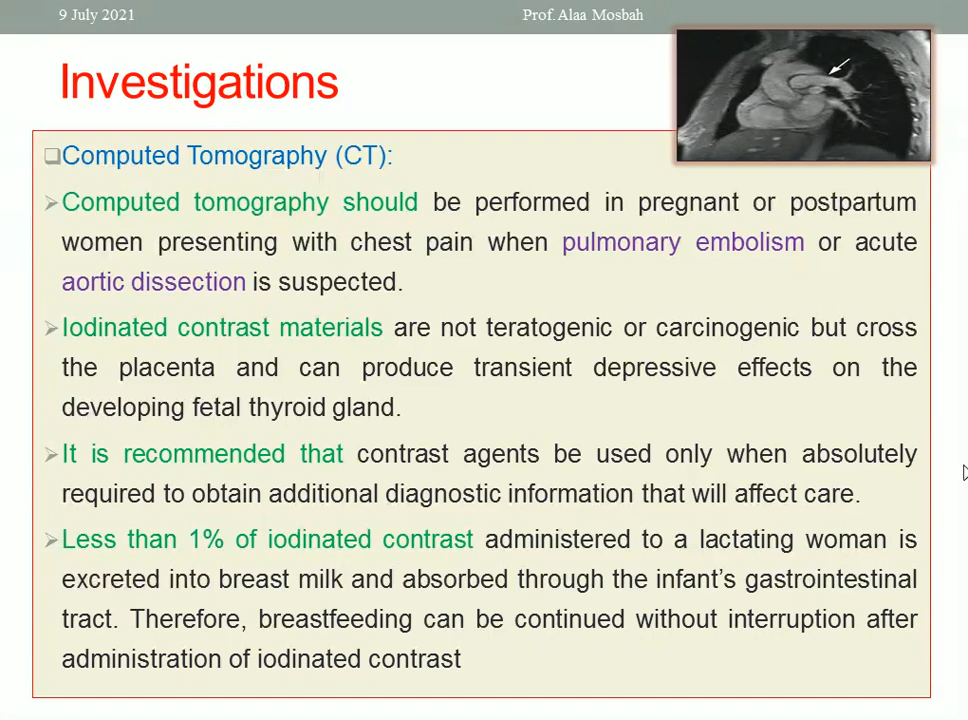 9 July 2021
Prof. Alaa Mosbah
Investigations
Computed Tomography (CT):
Computed tomography should be performed in pregnant or postpartum
women presenting with chest pain when pulmonary embolism or acute
aortic dissection is suspected.
Iodinated contrast materials are not teratogenic or carcinogenic but cross
the placenta and can produce transient depressive effects on the
developing fetal thyroid gland.
It is recommended that contrast agents be used only when absolutely
required to obtain additional diagnostic information that will affect care.
Less than 1% of iodinated contrast administered to a lactating woman is
excreted into breast milk and absorbed through the infant’s gastrointestinal
tract. Therefore, breastfeeding can be continued without interruption after
administration of iodinated contrast